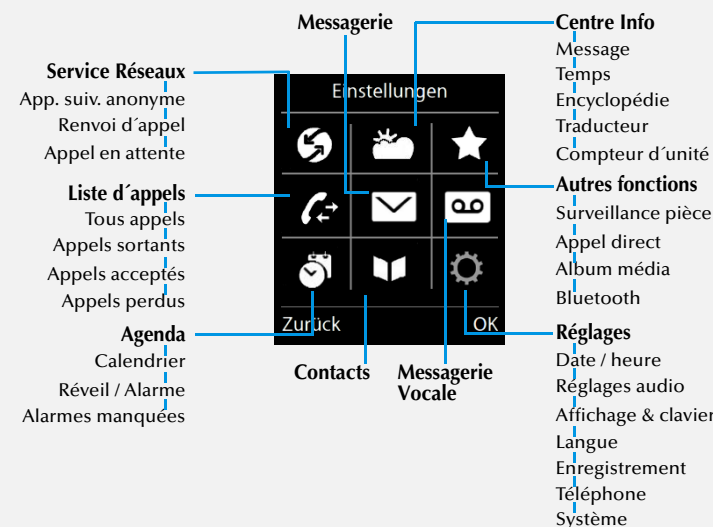 Messagerie
Service Réseaux
App. suiv. anonyme
Renvoi d´appel
Appel en attente
Liste d´appels
Tous appels
Appels sortants
Appels acceptés
Appels perdus
Agenda
Calendrier
Réveil / Alarme
Alarmes manquées
Einstellungen
Zurück
OK
Contacts
Messagerie
Vocale
Centre Info
Message
Temps
Encyclopédie
Traducteur
Compteur d´unité
Autres fonctions
Surveillance pièce
Appel direct
Album média
Bluetooth
Réglages
Date / heure
Réglages audio
Affichage & clavier
Langue
Enregistrement
Téléphone
Système